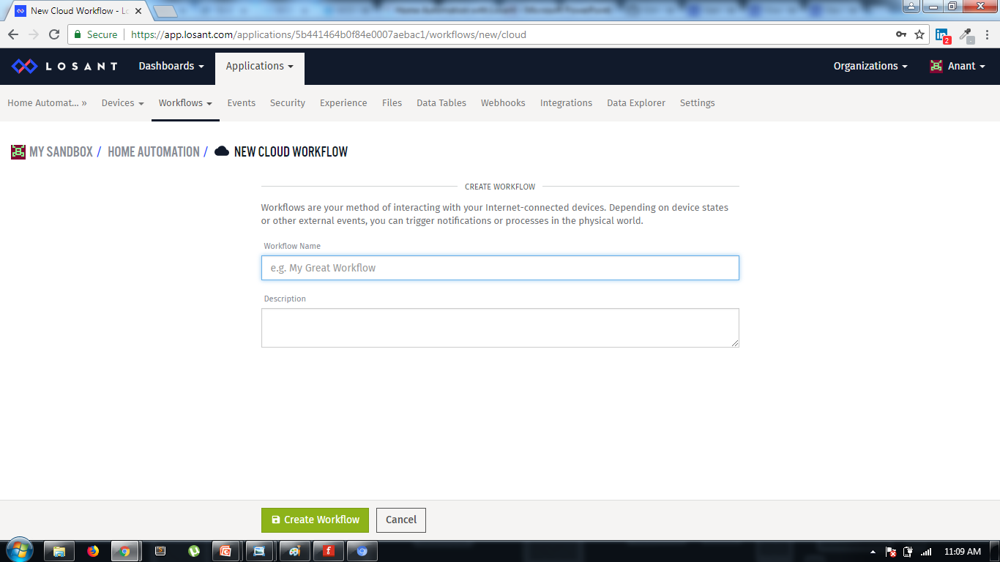 New Cloud Workflow - Lo
Secure https://app.losant.com/applications/5b441464b0f84e0007aebac1/workflows/new/cloud
2
LOSANT Dashboards Applications Organizations Anant
Home Automat... » Devices Workflows Events Security Experience Files Data Tables Webhooks Integrations Data Explorer Settings
MY SANDBOX / HOME AUTOMATION / NEW CLOUD WORKFLOW
CREATE WORKFLOW
Workflows are your method of interacting with your Internet-connected devices. Depending on device states
or other external events, you can trigger notifications or processes in the physical world.
Workflow Name
e.g. My Great Workflow
Description
Create Workflow Cancel
11:09 AM